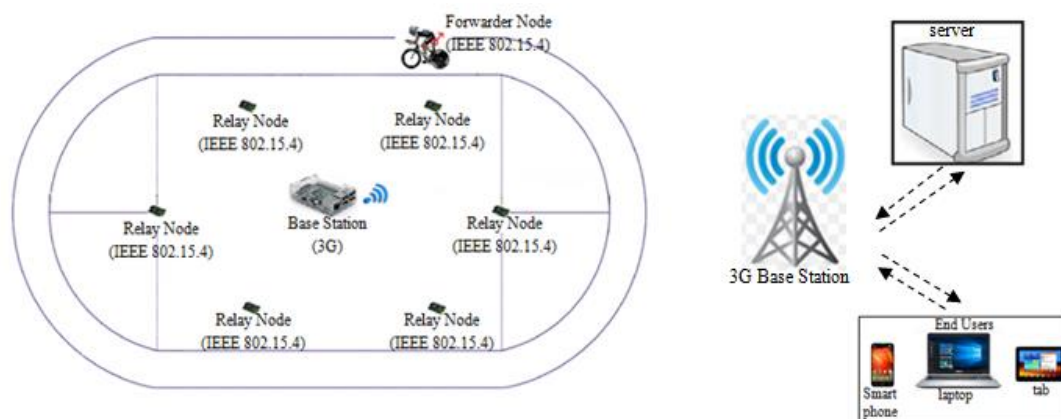 Forwarder Node
(IEEE 802.15.4)
Relay Node
(IEEE 802.15.4)
Relay Node
(IEEE 802.15.4)
Relay Node
(IEEE 802.15.4)
Base Station
(3G)
Relay Node
(IEEE 802.15.4)
Relay Node
(IEEE 802.15.4)
Relay Node
(IEEE 802.15.4)
server
3G Base Station
End Users
Smart
phone
laptop
tab